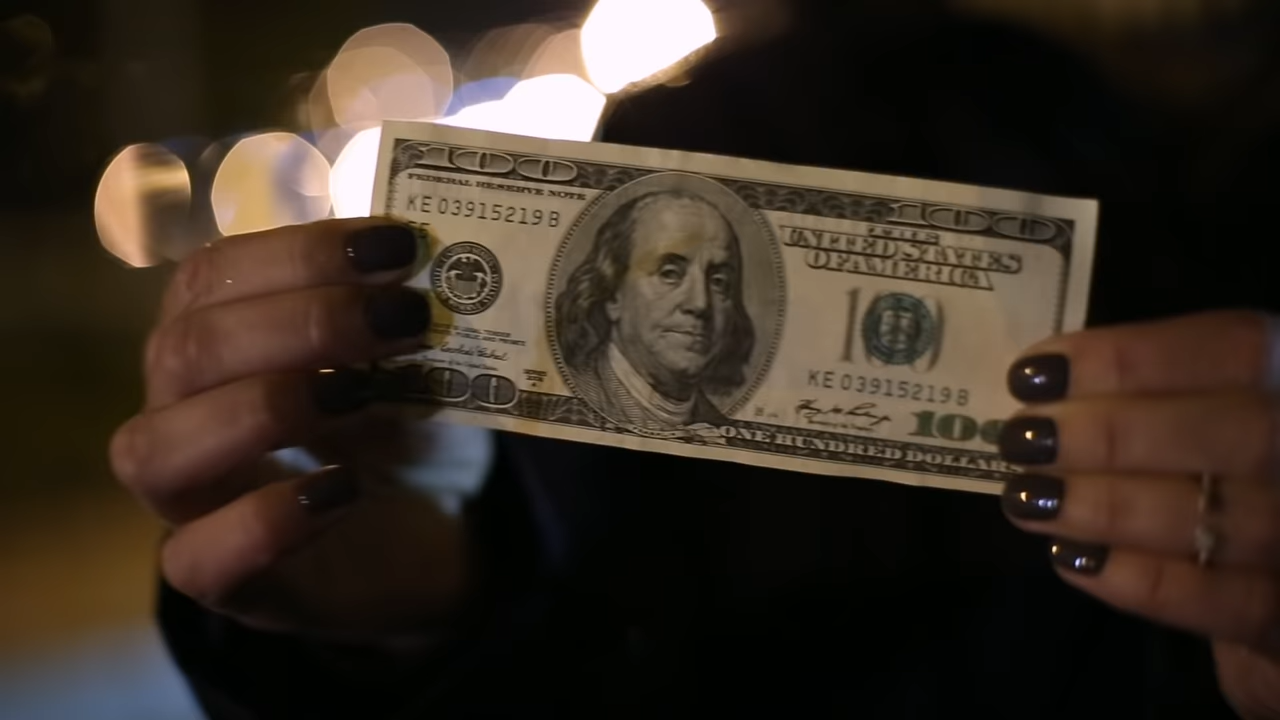 100
100
FEDERAL RESERVE NOTE
KE 03915219 B
THE
UNITED STATES
OF AMERICA
100
KE 03915219 B
100
100
ONE HUNDRED DOLLARS